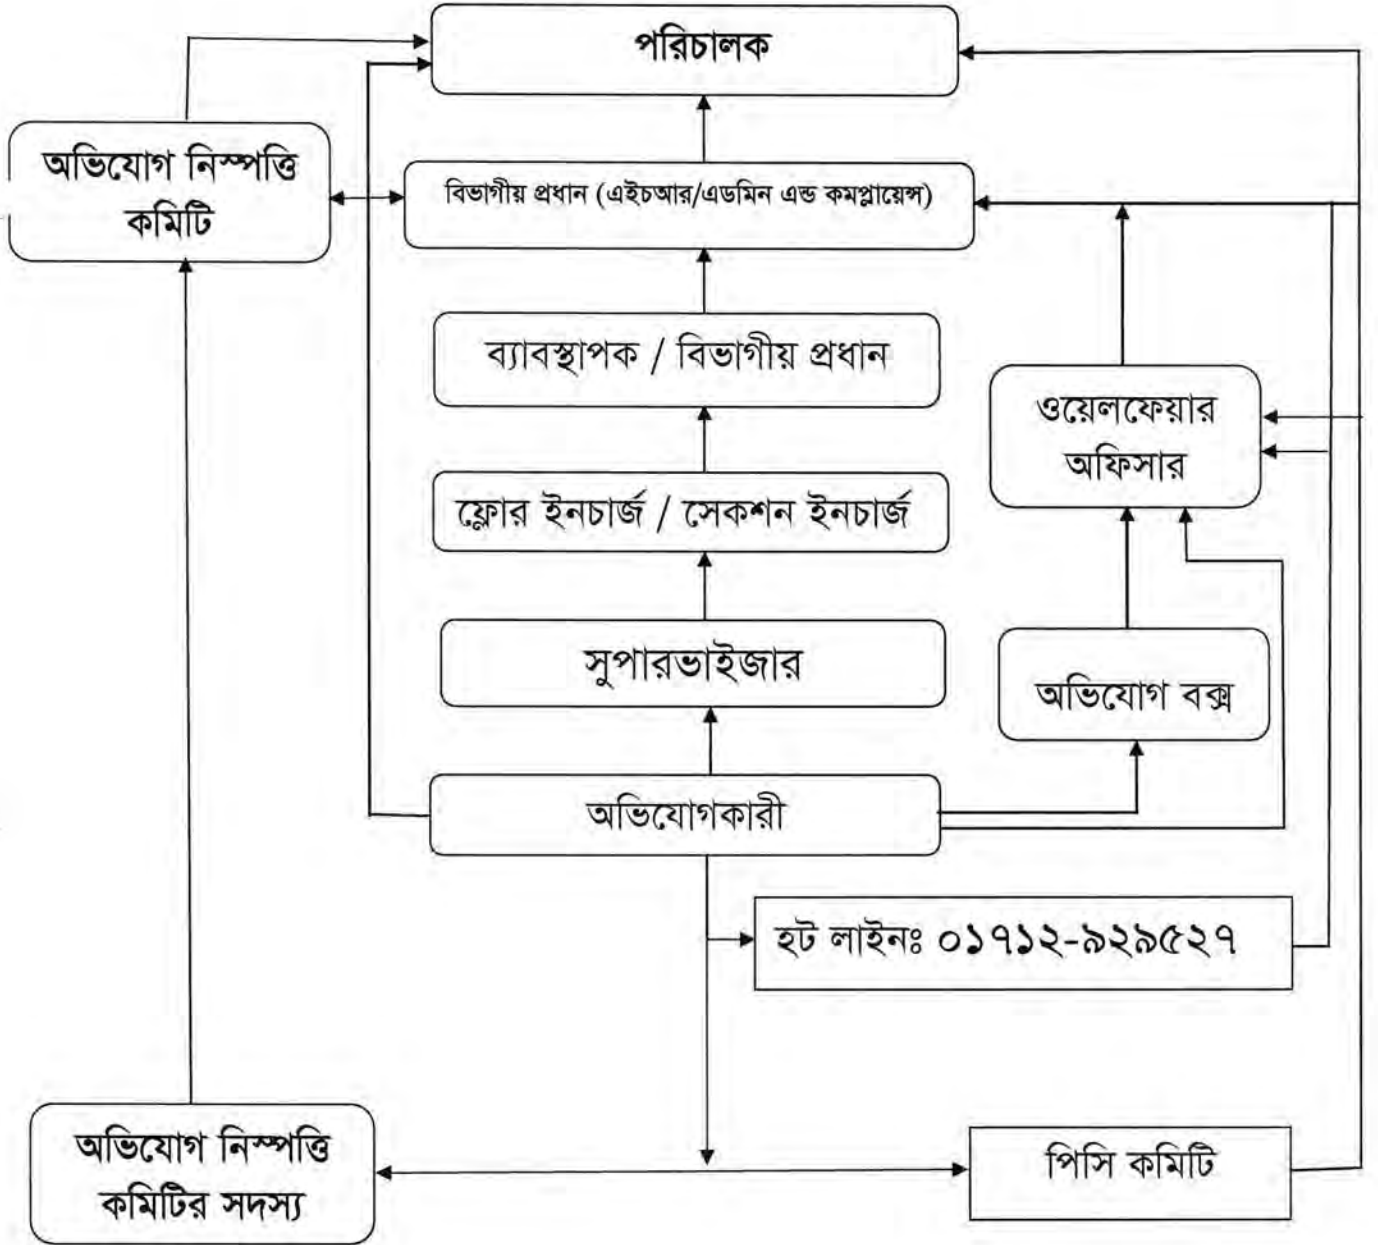 পরিচালক
অভিযোগ নিস্পত্তি
কমিটি
বিভাগীয় প্রধান (এইচআর/এডমিন এন্ড কমপ্লায়েন্স)
ব্যাবস্থাপক / বিভাগীয় প্রধান
ওয়েলফেয়ার
অফিসার
ফ্লোর ইনচার্জ / সেকশন ইনচার্জ
সুপারভাইজার
অভিযোগ বক্স
অভিযোগকারী
হট লাইনঃ ০১৭১২-৯২৯৫২৭
অভিযোগ নিস্পত্তি
কমিটির সদস্য
পিসি কমিটি